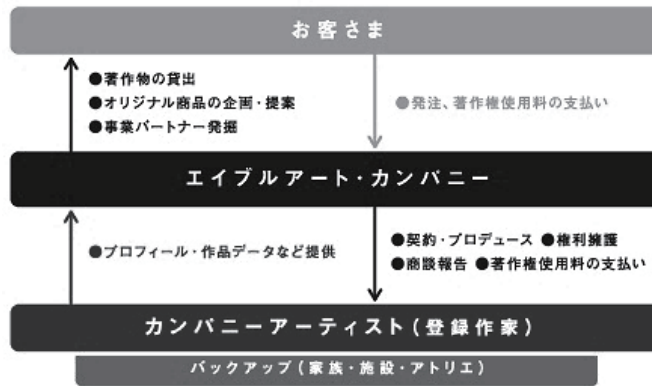 お客さま
●著作物の貸出
●オリジナル商品の企画・提案
●事業パートナー発掘
●発注、著作権使用料の支払い
エイブルアート・カンパニー
●プロフィール・作品データなど提供
●契約・プロデュース ●権利擁護
●商談報告 ●著作権使用料の支払い
カンパニーアーティスト(登録作家)
バックアップ(家族・施設・アトリエ)